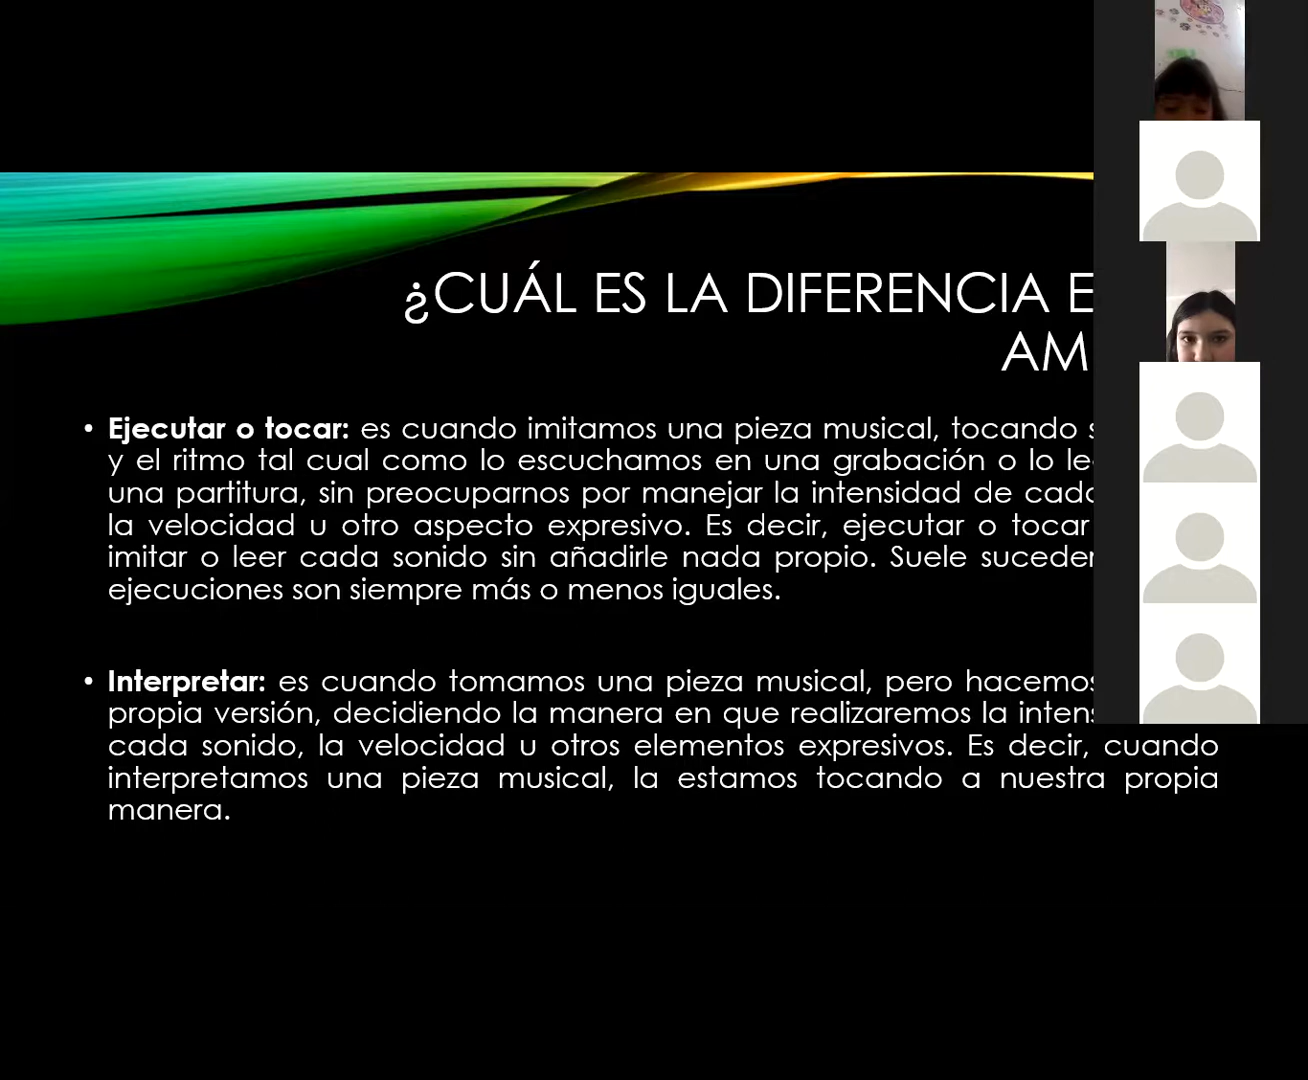 ¿CUÁL ES LA DIFERENCIA
AM
• Ejecutar o tocar: es cuando imitamos una pieza musical, tocando
y el ritmo tal cual como lo escuchamos en una grabación o lo
una partitura, sin preocuparnos por manejar la intensidad de
la velocidad u otro aspecto expresivo. Es decir, ejecutar o tocar
imitar o leer cada sonido sin añadirle nada propio. Suele suceder
ejecuciones son siempre más o menos iguales.
• Interpretar: es cuando tomamos una pieza musical, pero hacemos
propia versión, decidiendo la manera en que realizaremos la
cada sonido, la velocidad u otros elementos expresivos. Es decir, cuando
interpretamos una pieza musical, la estamos tocando a nuestra propia
manera.